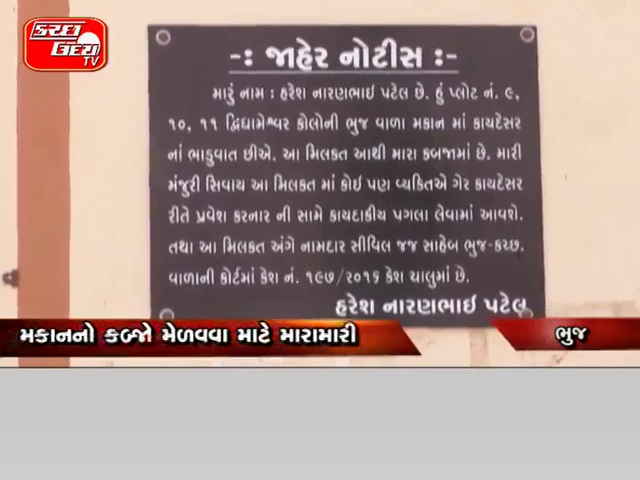 કચ્છ
ઉદય
TV
-: જાહેર નોટીસ :-
મારું નામ : હરેશ નારણભાઇ પટેલ છે. હું પ્લોટ નં. ૯,
૧૦, ૧૧ દ્વિધામેશ્વર કોલોની ભુજ વાળા મકાન માં કાયદેસર
નાં ભાડુવાત છીએ. આ મિલકત આથી મારા કબજામાં છે. મારી
મંજુરી સિવાય આ મિલકત માં કોઇ પણ વ્યકિતએ ગેર કાયદેસર
રીતે પ્રવેશ કરનાર ની સામે કાયદાકીય પગલા લેવામાં આવશે.
તથા આ મિલકત અંગે નામદાર સીવિલ જજ સાહેબ ભુજ-કચ્છ.
વાળાની કોર્ટમાં કેશ નં. ૧૯૭/૨૦૧૬ કેશ ચાલુમાં છે.
હરેશ નારણભાઇ પટેલ
મકાનનો કબ્જો મેળવવા માટે મારામારી
ભુજ